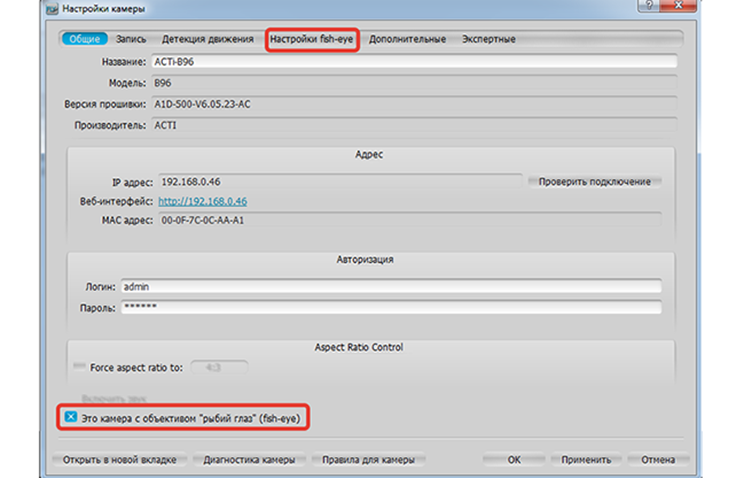 Настройки камеры
Общие Запись Детекция движения Настройки fish-eye Дополнительные Экспертные
Название: ACTi-B96
Модель: B96
Версия прошивки: A1D-500-V6.05.23-AC
Производитель: ACTI
Адрес
IP адрес: 192.168.0.46 Проверить подключение
Веб-интерфейс: http://192.168.0.46
MAC адрес: 00-0F-7C-0C-AA-A1
Авторизация
Логин: admin
Пароль: ******
Aspect Ratio Control
Force aspect ratio to: 4:3
Включить звук
Это камера с объективом "рыбий глаз" (fish-eye)
Открыть в новой вкладке Диагностика камеры Правила для камеры OK Применить Отмена